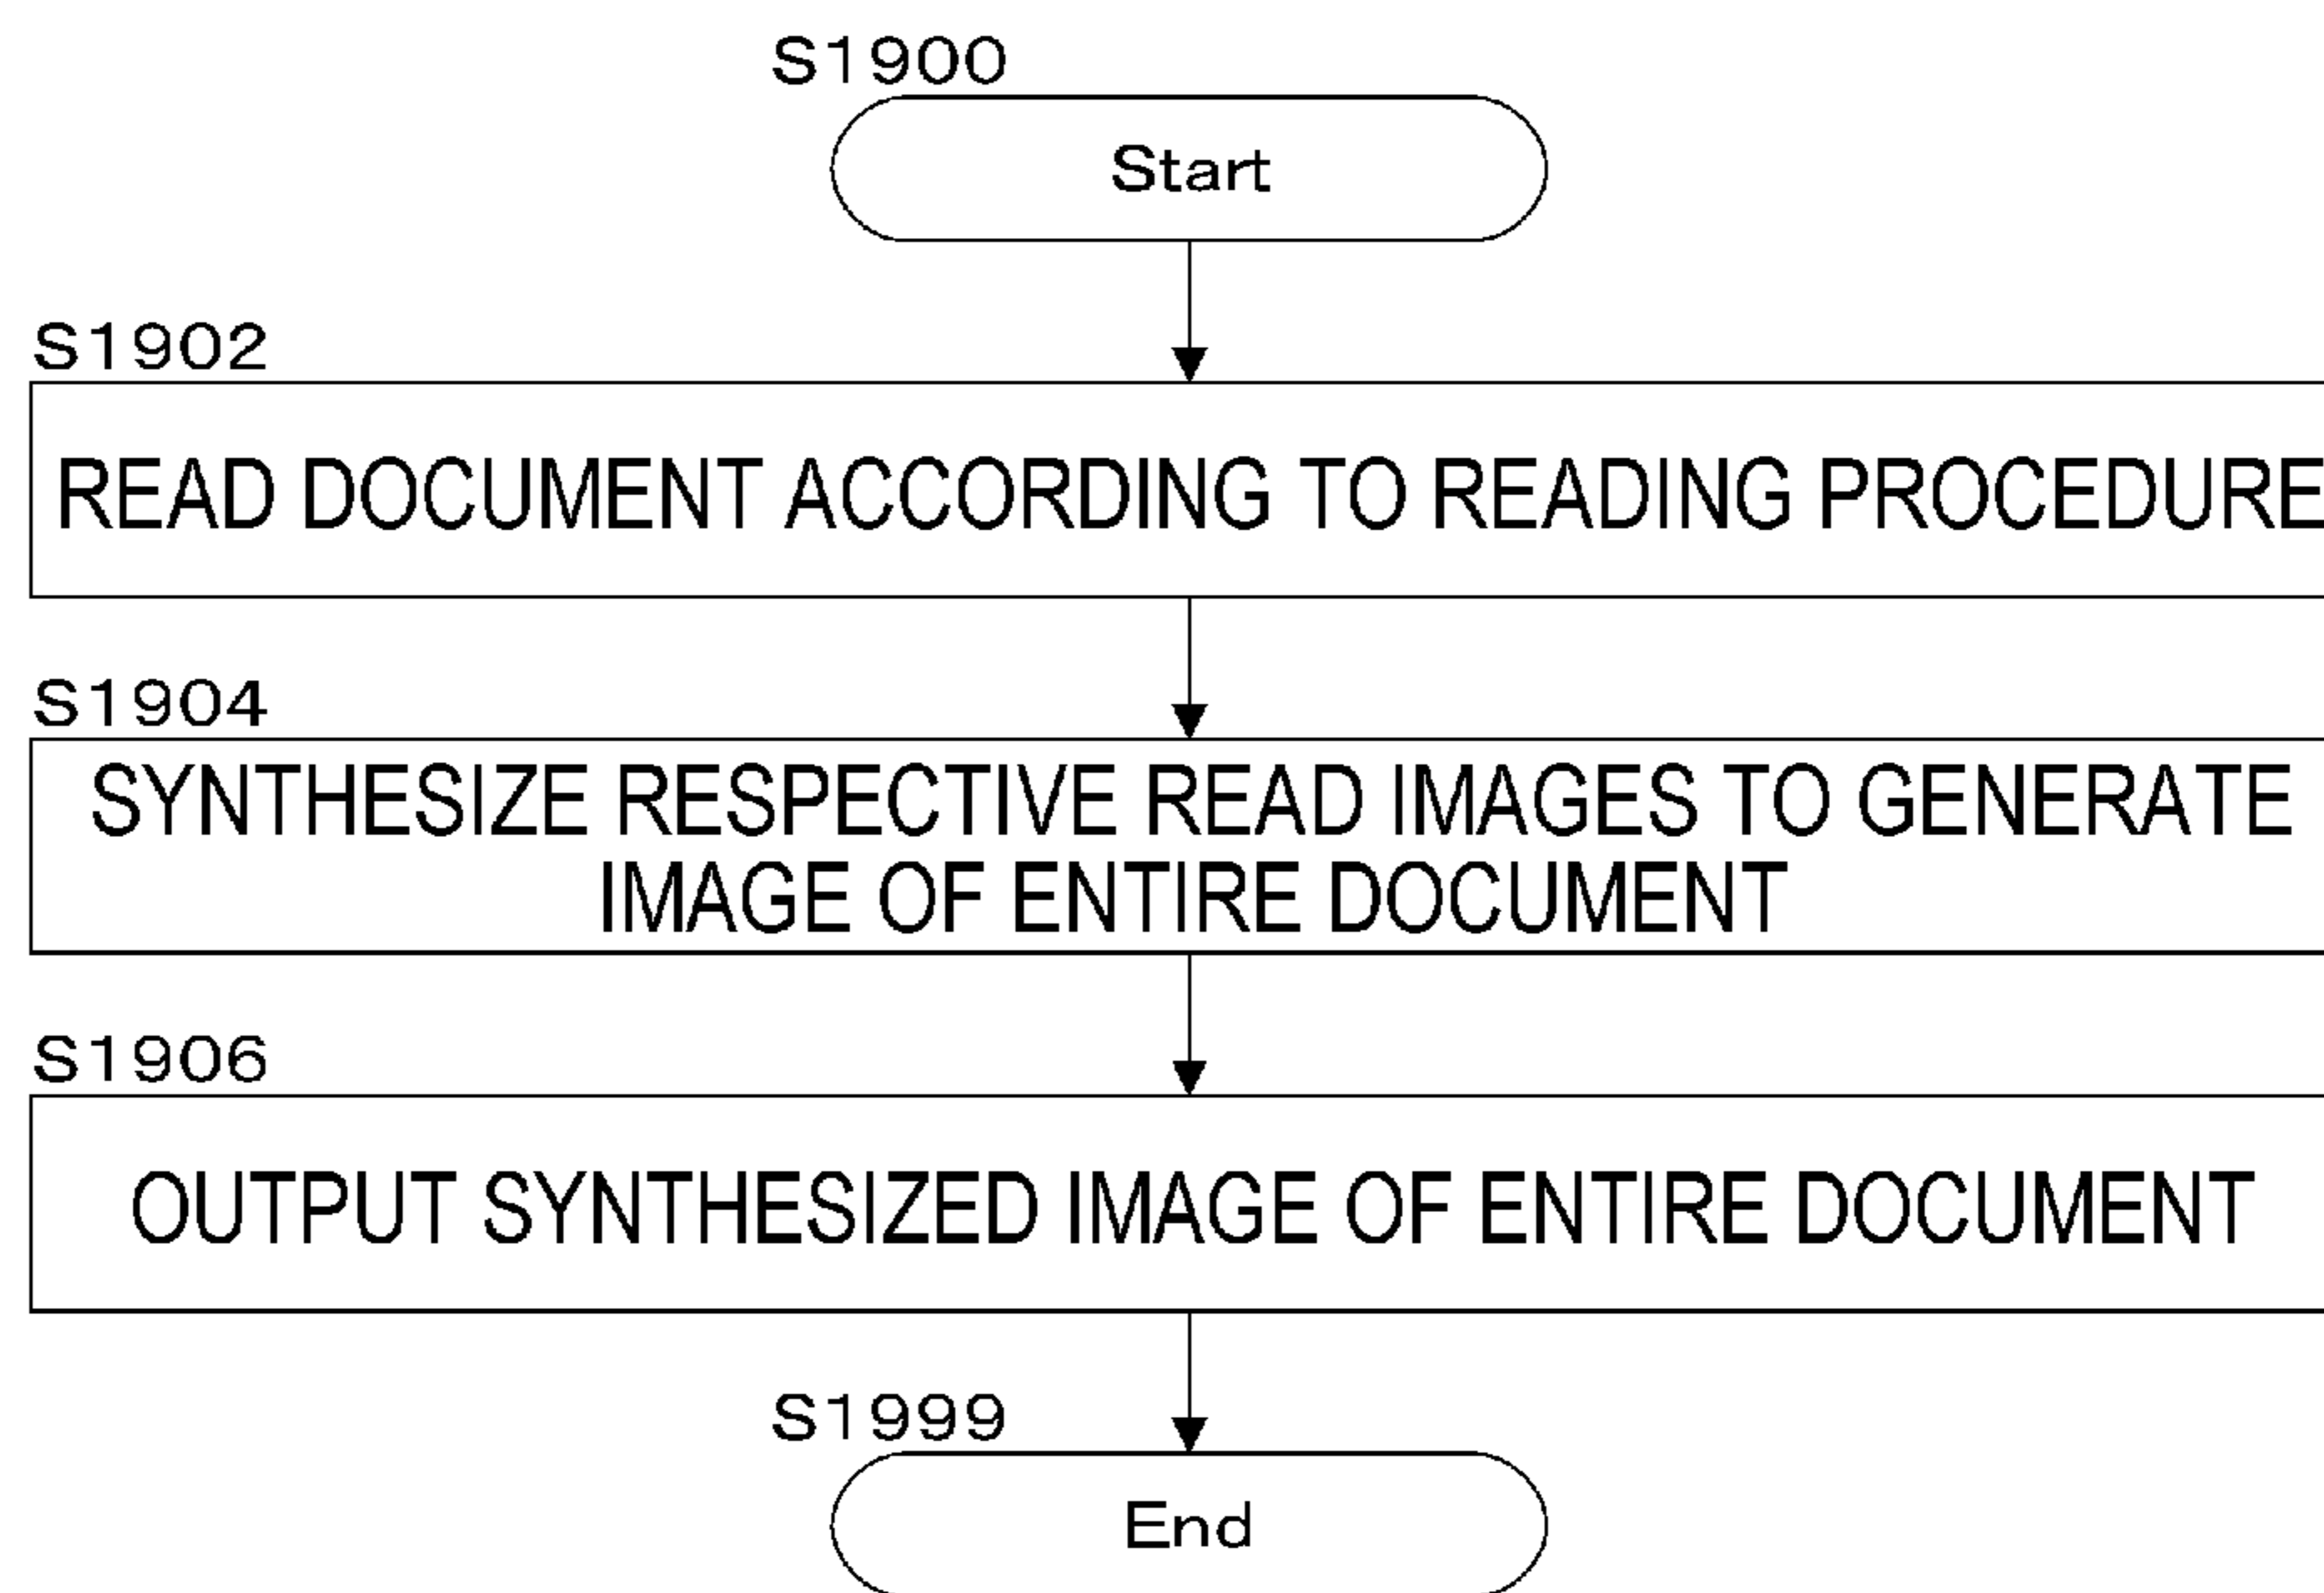 S1900
Start
S1902
READ DOCUMENT ACCORDING TO READING PROCEDURE
S1904
SYNTHESIZE RESPECTIVE READ IMAGES TO GENERATE
IMAGE OF ENTIRE DOCUMENT
S1906
OUTPUT SYNTHESIZED IMAGE OF ENTIRE DOCUMENT
S1999
End